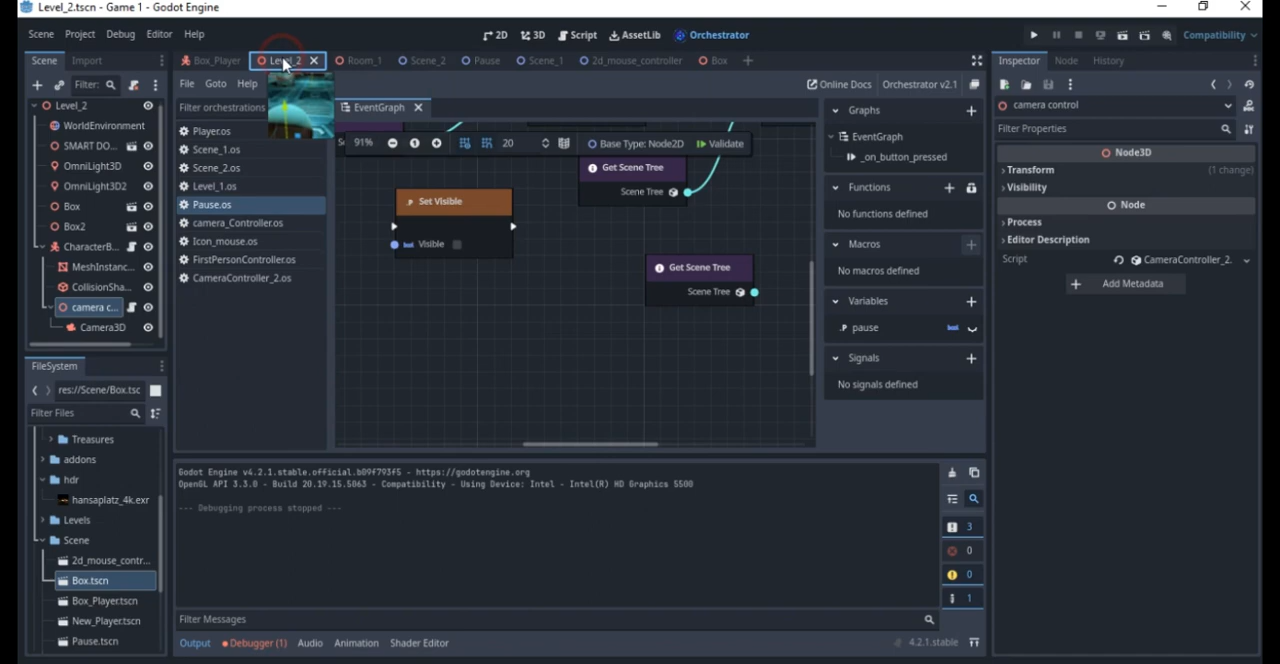 Level_2.tscn - Game 1 - Godot Engine
Scene Project Debug Editor Help
2D 3D Script AssetLib Orchestrator
Compatibility
Scene Import
Filter:
Level_2
WorldEnvironment
SMART DO...
OmniLight3D
OmniLight3D2
Box
Box2
CharacterB...
MeshInstanc...
CollisionSha...
camera c...
Camera3D
FileSystem
res://Scene/Box.tsc
Filter Files
Treasures
addons
hdr
hansaplatz_4k.exr
Levels
Scene
2d_mouse_contr...
Box.tscn
Box_Player.tscn
New_Player.tscn
Pause.tscn
Box_Player Level_2 Room_1 Scene_2 Pause Scene_1 2d_mouse_controller Box
File Goto Help
Online Docs Orchestrator v2.1
Filter orchestrations
Player.os
Scene_1.os
Scene_2.os
Level_1.os
Pause.os
camera_Controller.os
Icon_mouse.os
FirstPersonController.os
CameraController_2.os
EventGraph
91% 20 Base Type: Node2D Validate
Get Scene Tree
Scene Tree
Set Visible
Visible
Get Scene Tree
Scene Tree
Graphs
EventGraph
_on_button_pressed
Functions
No functions defined
Macros
No macros defined
Variables
pause
Signals
No signals defined
Godot Engine v4.2.1.stable.official.b09f793f5 - https://godotengine.org
OpenGL API 3.3.0 - Build 20.19.15.5063 - Compatibility - Using Device: Intel - Intel(R) HD Graphics 5500
--- Debugging process stopped ---
3
0
0
1
Filter Messages
Output Debugger (1) Audio Animation Shader Editor
4.2.1.stable
Inspector Node History
camera control
Filter Properties
Node3D
Transform (1 change)
Visibility
Node
Process
Editor Description
Script CameraController_2.
Add Metadata